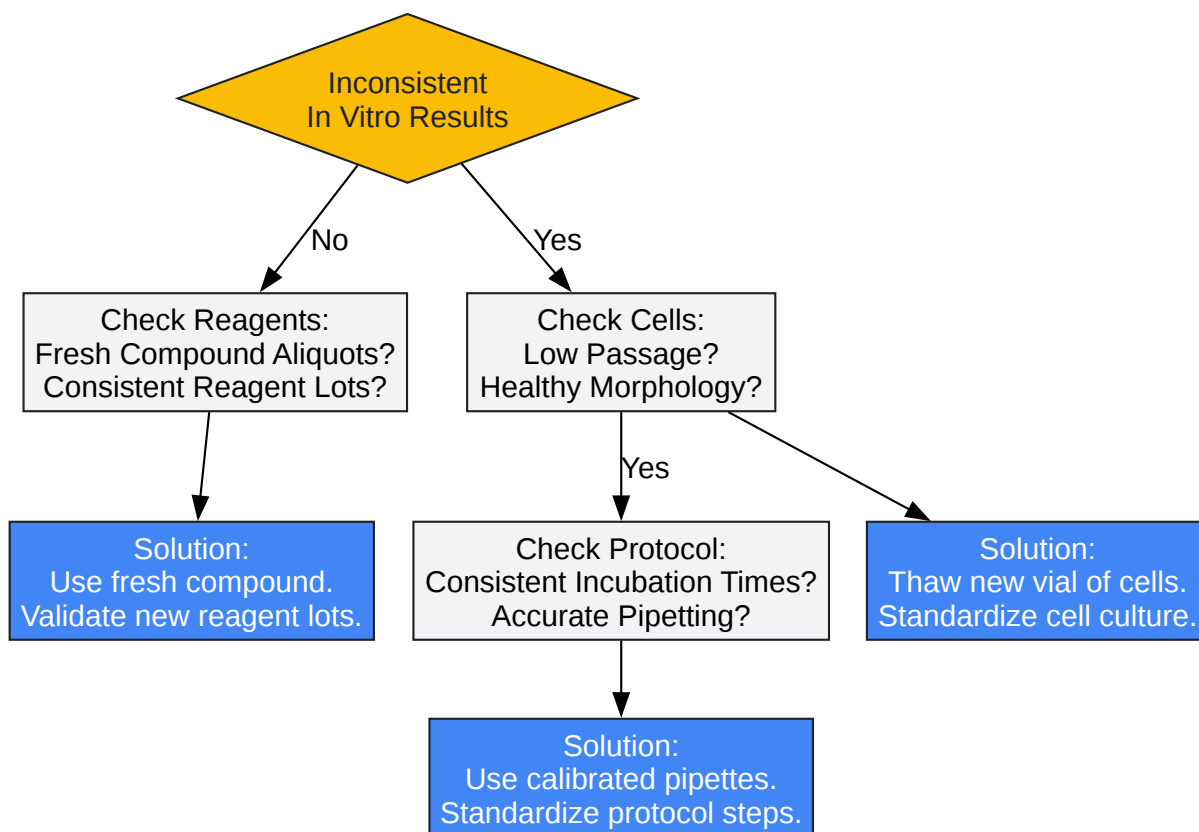 Inconsistent
In Vitro Results
No
Yes
Check Reagents:
Fresh Compound Aliquots?
Consistent Reagent Lots?
Check Cells:
Low Passage?
Healthy Morphology?
Yes
Solution:
Use fresh compound.
Validate new reagent lots.
Check Protocol:
Consistent Incubation Times?
Accurate Pipetting?
Solution:
Thaw new vial of cells.
Standardize cell culture.
Solution:
Use calibrated pipettes.
Standardize protocol steps.